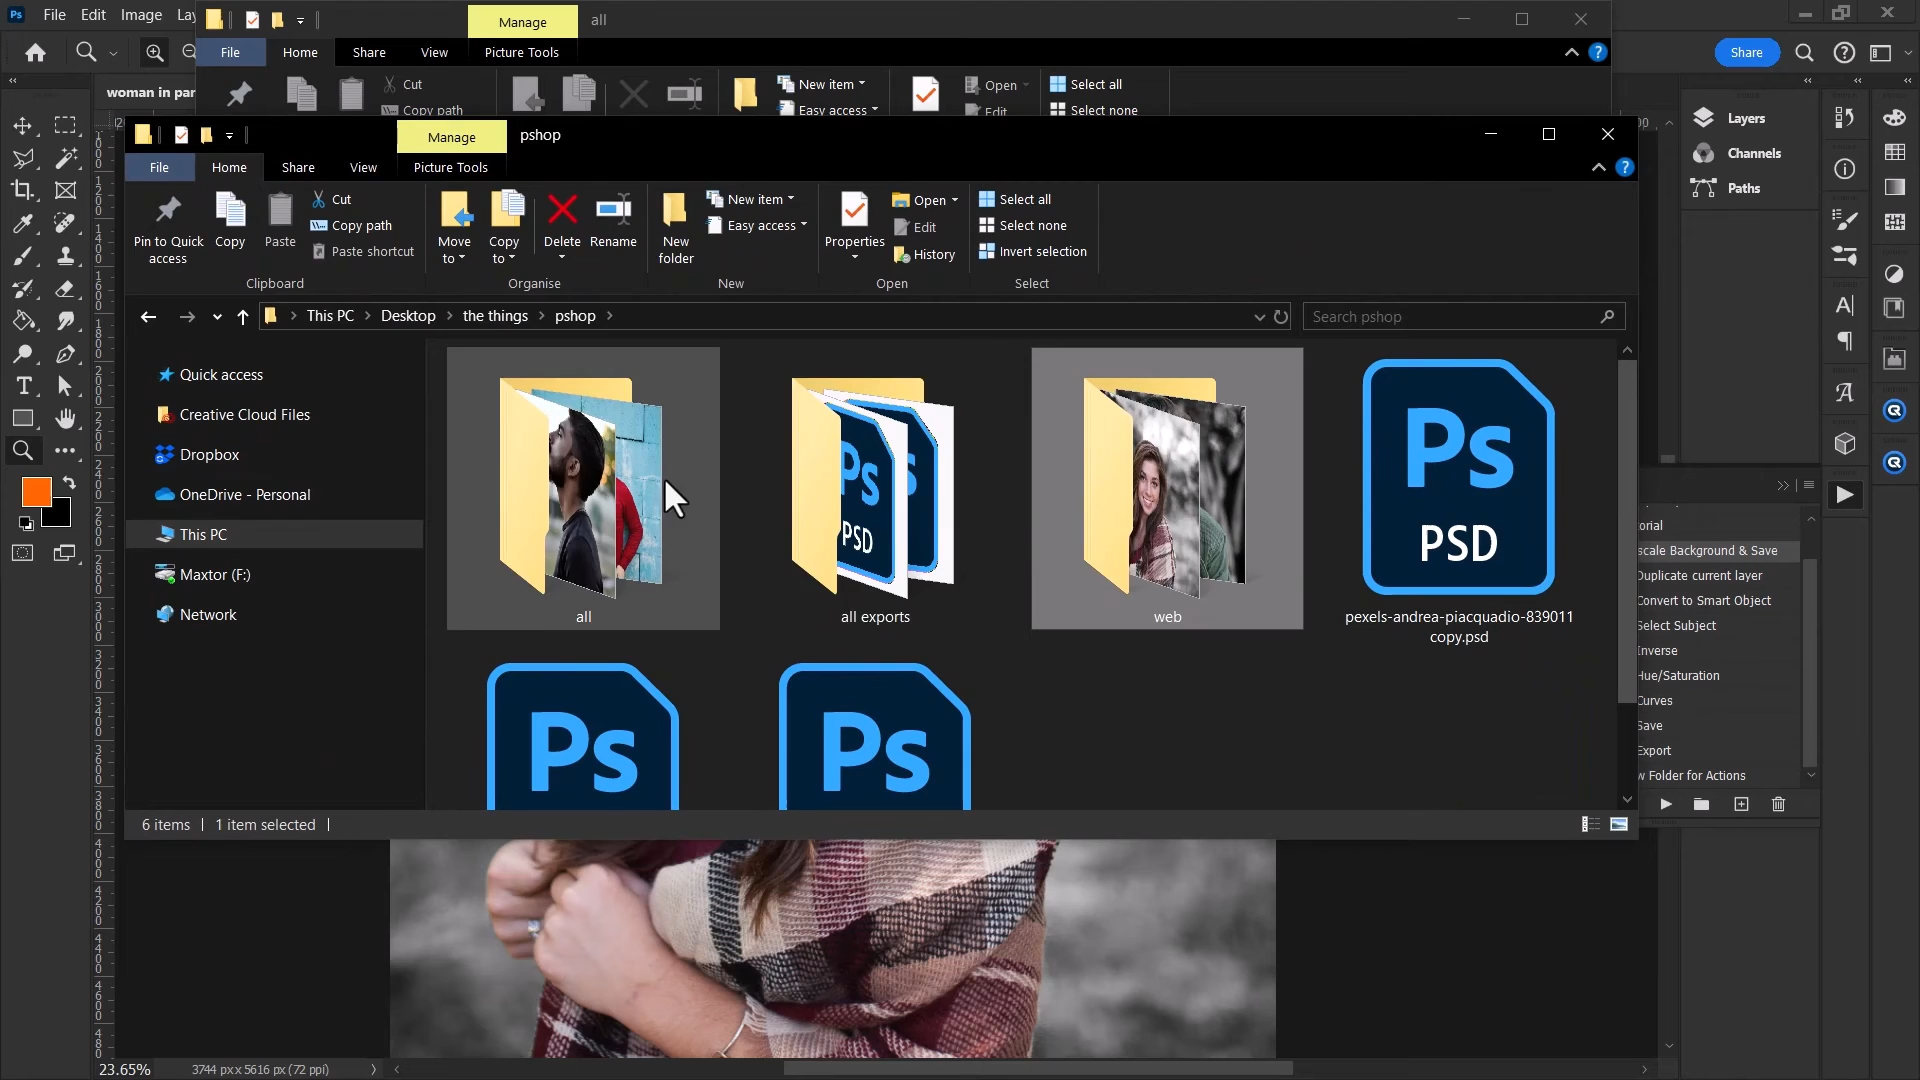 Ps File Edit Image Lay
Manage all
File Home Share View Picture Tools
Cut
Copy path
New item
Easy access
Open
Edit
Select all
Select none
Share
woman in par
Manage pshop
File Home Share View Picture Tools
Pin to Quick access
Copy
Paste
Cut
Copy path
Paste shortcut
Clipboard
Move to
Copy to
Delete
Rename
Organise
New folder
New item
Easy access
New
Properties
Open
Edit
History
Open
Select all
Select none
Invert selection
Select
This PC Desktop the things pshop
Search pshop
Quick access
Creative Cloud Files
Dropbox
OneDrive - Personal
This PC
Maxtor (F:)
Network
Ps
PSD
Ps
PSD
all
all exports
web
pexels-andrea-piacquadio-839011
copy.psd
Ps
Ps
6 items 1 item selected
Layers
Channels
Paths
torial
scale Background & Save
Duplicate current layer
Convert to Smart Object
Select Subject
Inverse
Hue/Saturation
Curves
Save
Export
w Folder for Actions
23.65% 3744 px x 5616 px (72 ppi)